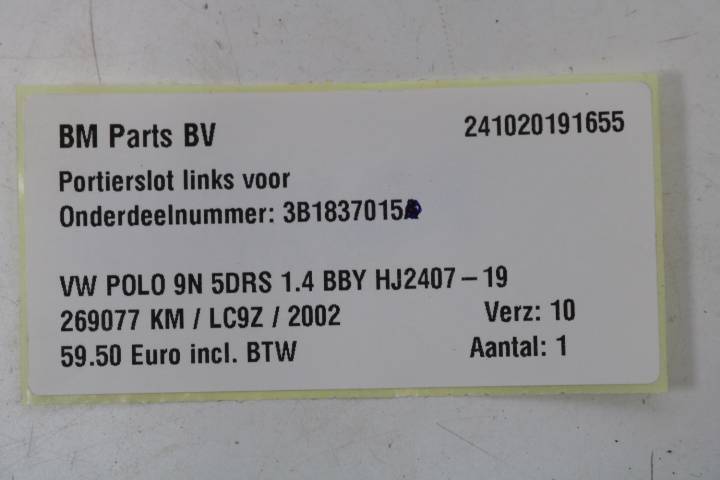 BM Parts BV 241020191655
Portierslot links voor
Onderdeelnummer: 3B1837015
VW POLO 9N 5DRS 1.4 BBY HJ2407-19
269077 KM / LC9Z / 2002 Verz: 10
59.50 Euro incl. BTW Aantal: 1